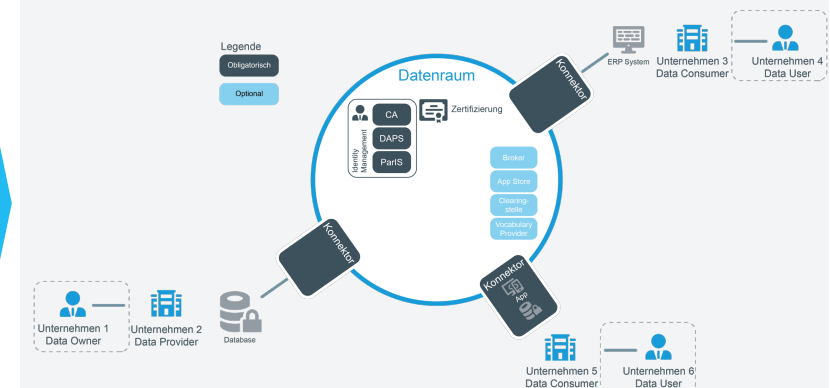 Legende
Obligatorisch
Optional
Datenraum
CA
DAPS
ParIS
Identity
Management
Zertifizierung
Broker
App Store
Clearing-
stelle
Vocabulary
Provider
Konnektor
Konnektor
Konnektor
App
ERP System
Unternehmen 3
Data Consumer
Unternehmen 4
Data User
Unternehmen 1
Data Owner
Unternehmen 2
Data Provider
Database
Unternehmen 5
Data Consumer
Unternehmen 6
Data User